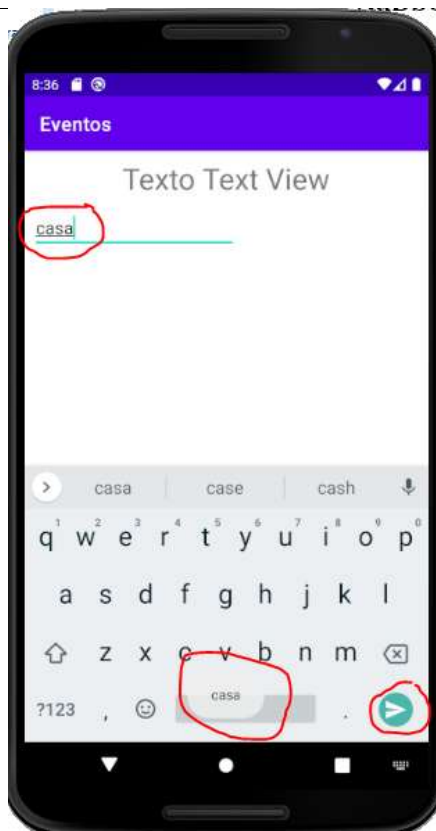 8:36
Eventos
Texto Text View
casa
casa case cash
1 2 3 4 5 6 7 8 9 0
q w e r t y u i o p
a s d f g h j k l
z x c v b n m
casa
?123 , .